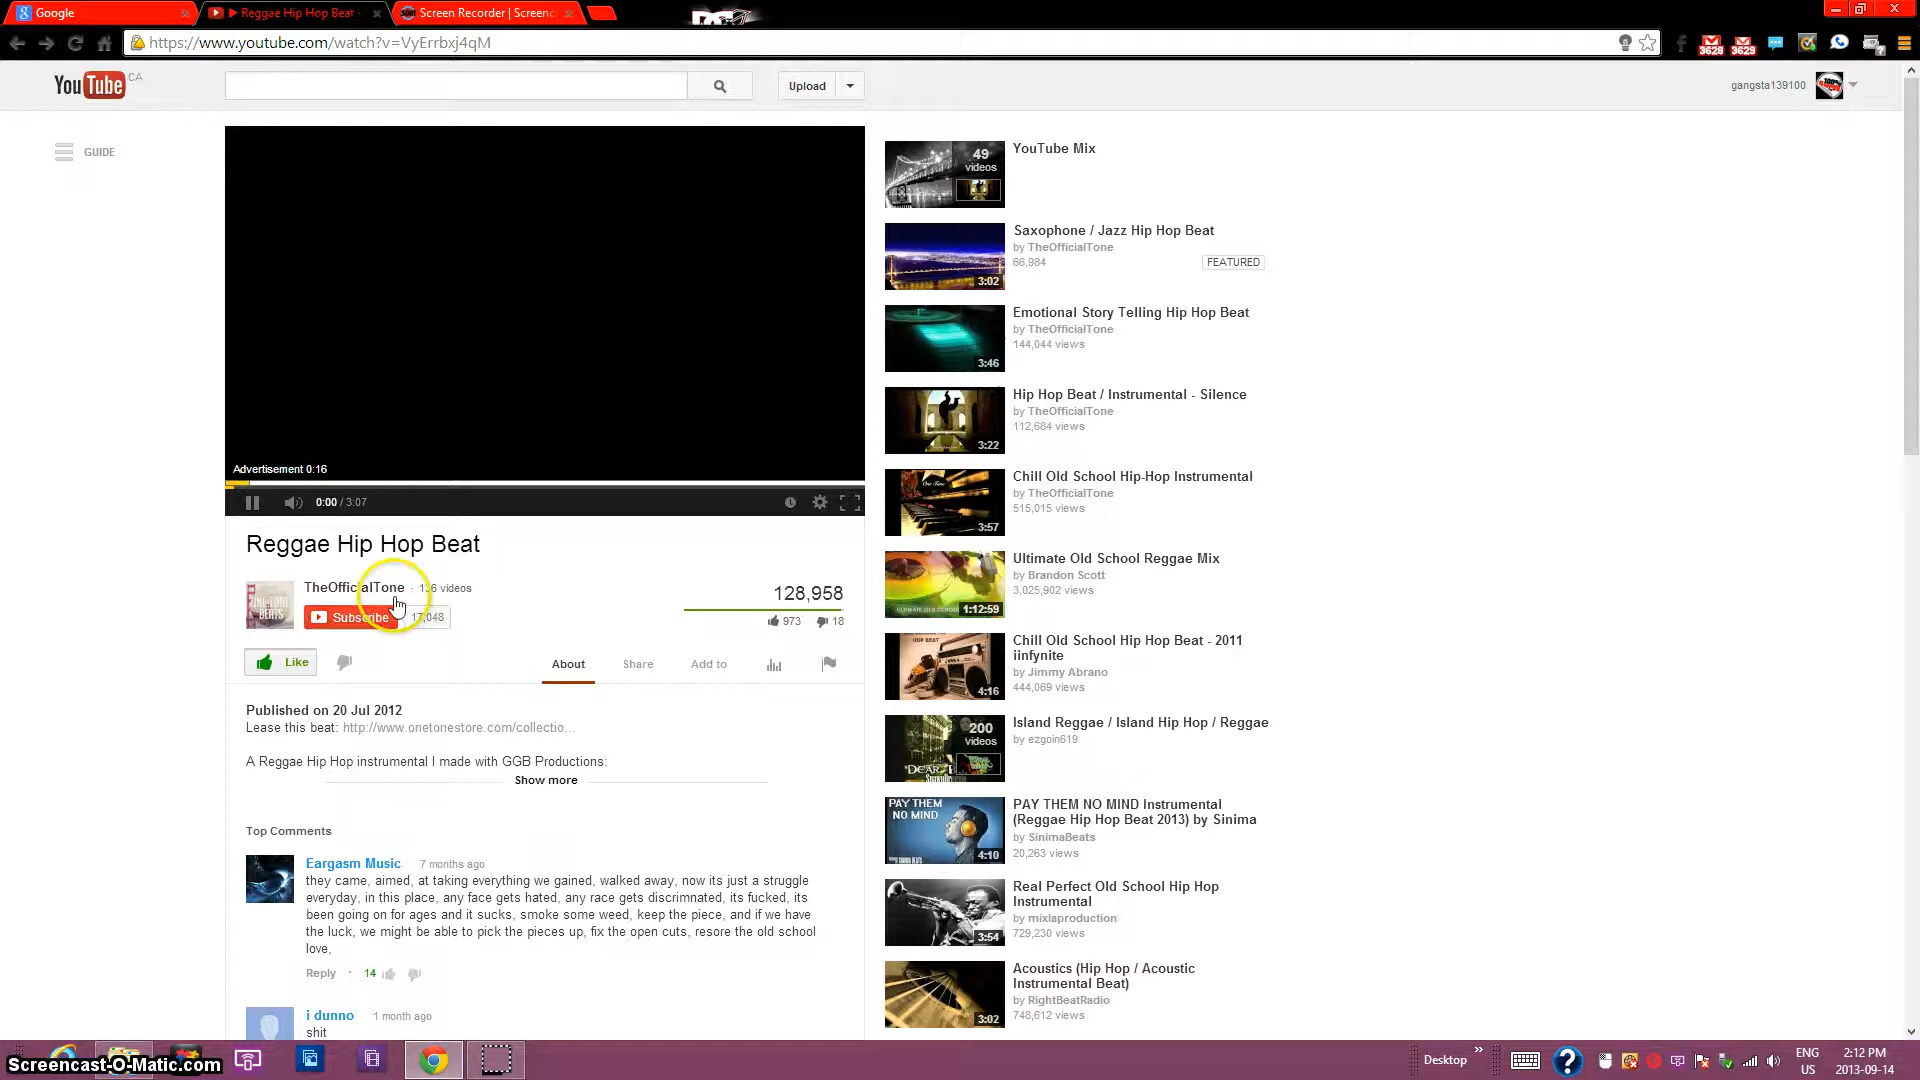 Google
▶ Reggae Hip Hop Beat -
Screen Recorder | Screenc
https://www.youtube.com/watch?v=VyErrbxj4qM
3628
3629
YouTube CA
Upload
gangsta139100
GUIDE
Advertisement 0:16
0:00 / 3:07
Reggae Hip Hop Beat
TheOfficialTone · 136 videos
Subscribe 17,048
128,958
973 18
Like
About Share Add to
Published on 20 Jul 2012
Lease this beat: http://www.onetonestore.com/collectio...
A Reggae Hip Hop instrumental I made with GGB Productions:
Show more
Top Comments
Eargasm Music 7 months ago
they came, aimed, at taking everything we gained, walked away, now its just a struggle
everyday, in this place, any face gets hated, any race gets discrimnated, its fucked, its
been going on for ages and it sucks, smoke some weed, keep the piece, and if we have
the luck, we might be able to pick the pieces up, fix the open cuts, resore the old school
love,
Reply · 14
i dunno 1 month ago
shit
49
videos
YouTube Mix
3:02
Saxophone / Jazz Hip Hop Beat
by TheOfficialTone
66,984
FEATURED
3:46
Emotional Story Telling Hip Hop Beat
by TheOfficialTone
144,044 views
3:22
Hip Hop Beat / Instrumental - Silence
by TheOfficialTone
112,684 views
3:57
Chill Old School Hip-Hop Instrumental
by TheOfficialTone
515,015 views
1:12:59
Ultimate Old School Reggae Mix
by Brandon Scott
3,025,902 views
HOP BEAT
4:16
Chill Old School Hip Hop Beat - 2011
iinfynite
by Jimmy Abrano
444,069 views
200
videos
Island Reggae / Island Hip Hop / Reggae
by ezgoin619
PAY THEM
NO MIND
4:10
PAY THEM NO MIND Instrumental
(Reggae Hip Hop Beat 2013) by Sinima
by SinimaBeats
20,263 views
3:54
Real Perfect Old School Hip Hop
Instrumental
by mixlaproduction
729,230 views
3:02
Acoustics (Hip Hop / Acoustic
Instrumental Beat)
by RightBeatRadio
748,612 views
Screencast-O-Matic.com
Desktop
ENG
US
2:12 PM
2013-09-14